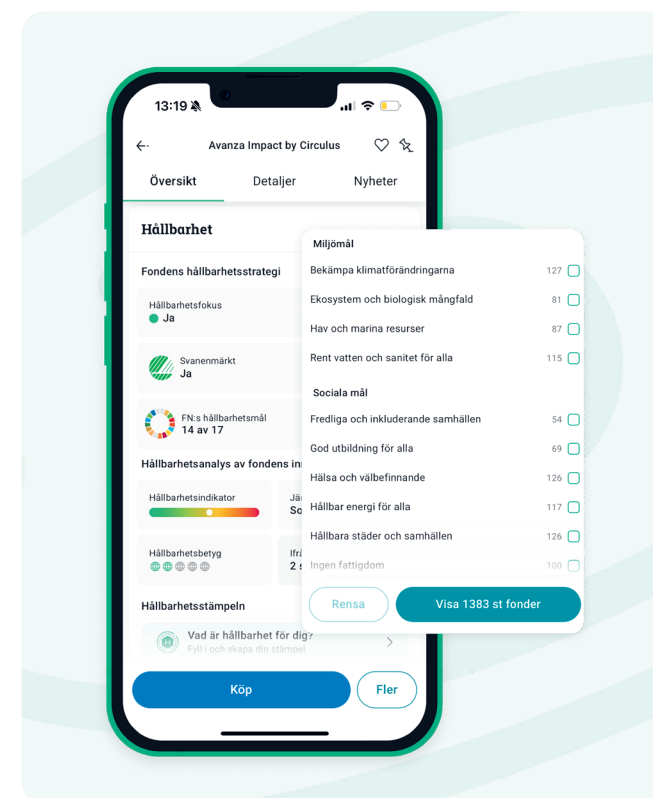 13:19
Avanza Impact by Circulus
Översikt
Detaljer
Nyheter
Hållbarhet
Fondens hållbarhetsstrategi
Hållbarhetsfokus
Ja
Svanenmärkt
Ja
FN:s hållbarhetsmål
14 av 17
Hållbarhetsanalys av fondens
Hållbarhetsindikator
Hållbarhetsbetyg
2
Hållbarhetsstämpeln
Vad är hållbarhet för dig?
Fyll i och skapa din stämpel
Köp
Fler
Miljömål
Bekämpa klimatförändringarna 127
Ekosystem och biologisk mångfald 81
Hav och marina resurser 87
Rent vatten och sanitet för alla 115
Sociala mål
Fredliga och inkluderande samhällen 54
God utbildning för alla 69
Hälsa och välbefinnande 126
Hållbar energi för alla 117
Hållbara städer och samhällen 126
Ingen fattigdom 100
Rensa
Visa 1383 st fonder